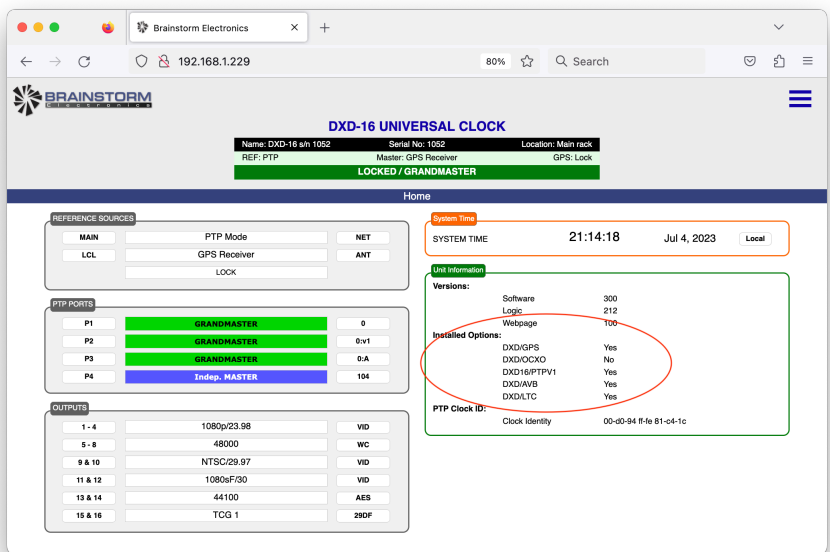 Brainstorm Electronics
192.168.1.229
80%
Search
BRAINSTORM
Electronics
DXD-16 UNIVERSAL CLOCK
Name: DXD-16 s/n 1052 Serial No: 1052 Location: Main rack
REF: PTP Master: GPS Receiver GPS: Lock
LOCKED / GRANDMASTER
Home
REFERENCE SOURCES
MAIN PTP Mode NET
LCL GPS Receiver ANT
LOCK
PTP PORTS
P1 GRANDMASTER 0
P2 GRANDMASTER 0:v1
P3 GRANDMASTER 0:A
P4 Indep. MASTER 104
OUTPUTS
1 - 4 1080p/23.98 VID
5 - 8 48000 WC
9 & 10 NTSC/29.97 VID
11 & 12 1080sF/30 VID
13 & 14 44100 AES
15 & 16 TCG 1 29DF
System Time
SYSTEM TIME 21:14:18 Jul 4, 2023 Local
Unit Information
Versions:
Software 300
Logic 212
Webpage 100
Installed Options:
DXD/GPS Yes
DXD/OCXO No
DXD16/PTPV1 Yes
DXD/AVB Yes
DXD/LTC Yes
PTP Clock ID:
Clock Identity 00-d0-94 ff-fe 81-c4-1c